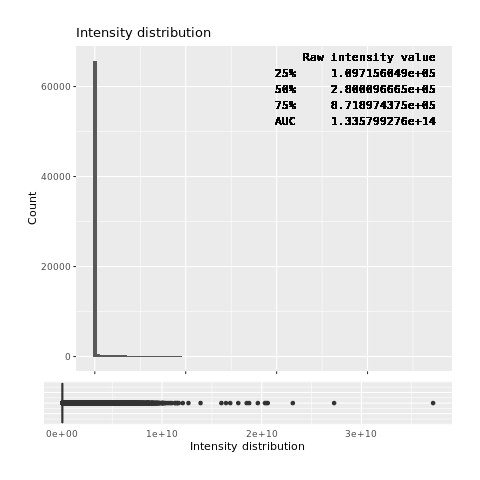 Intensity distribution
Raw intensity value
25% 1.097156049e+05
50% 2.800096665e+05
75% 8.718974375e+05
AUC 1.335799276e+14
60000
40000
20000
0
Count
0e+00 1e+10 2e+10 3e+10
Intensity distribution